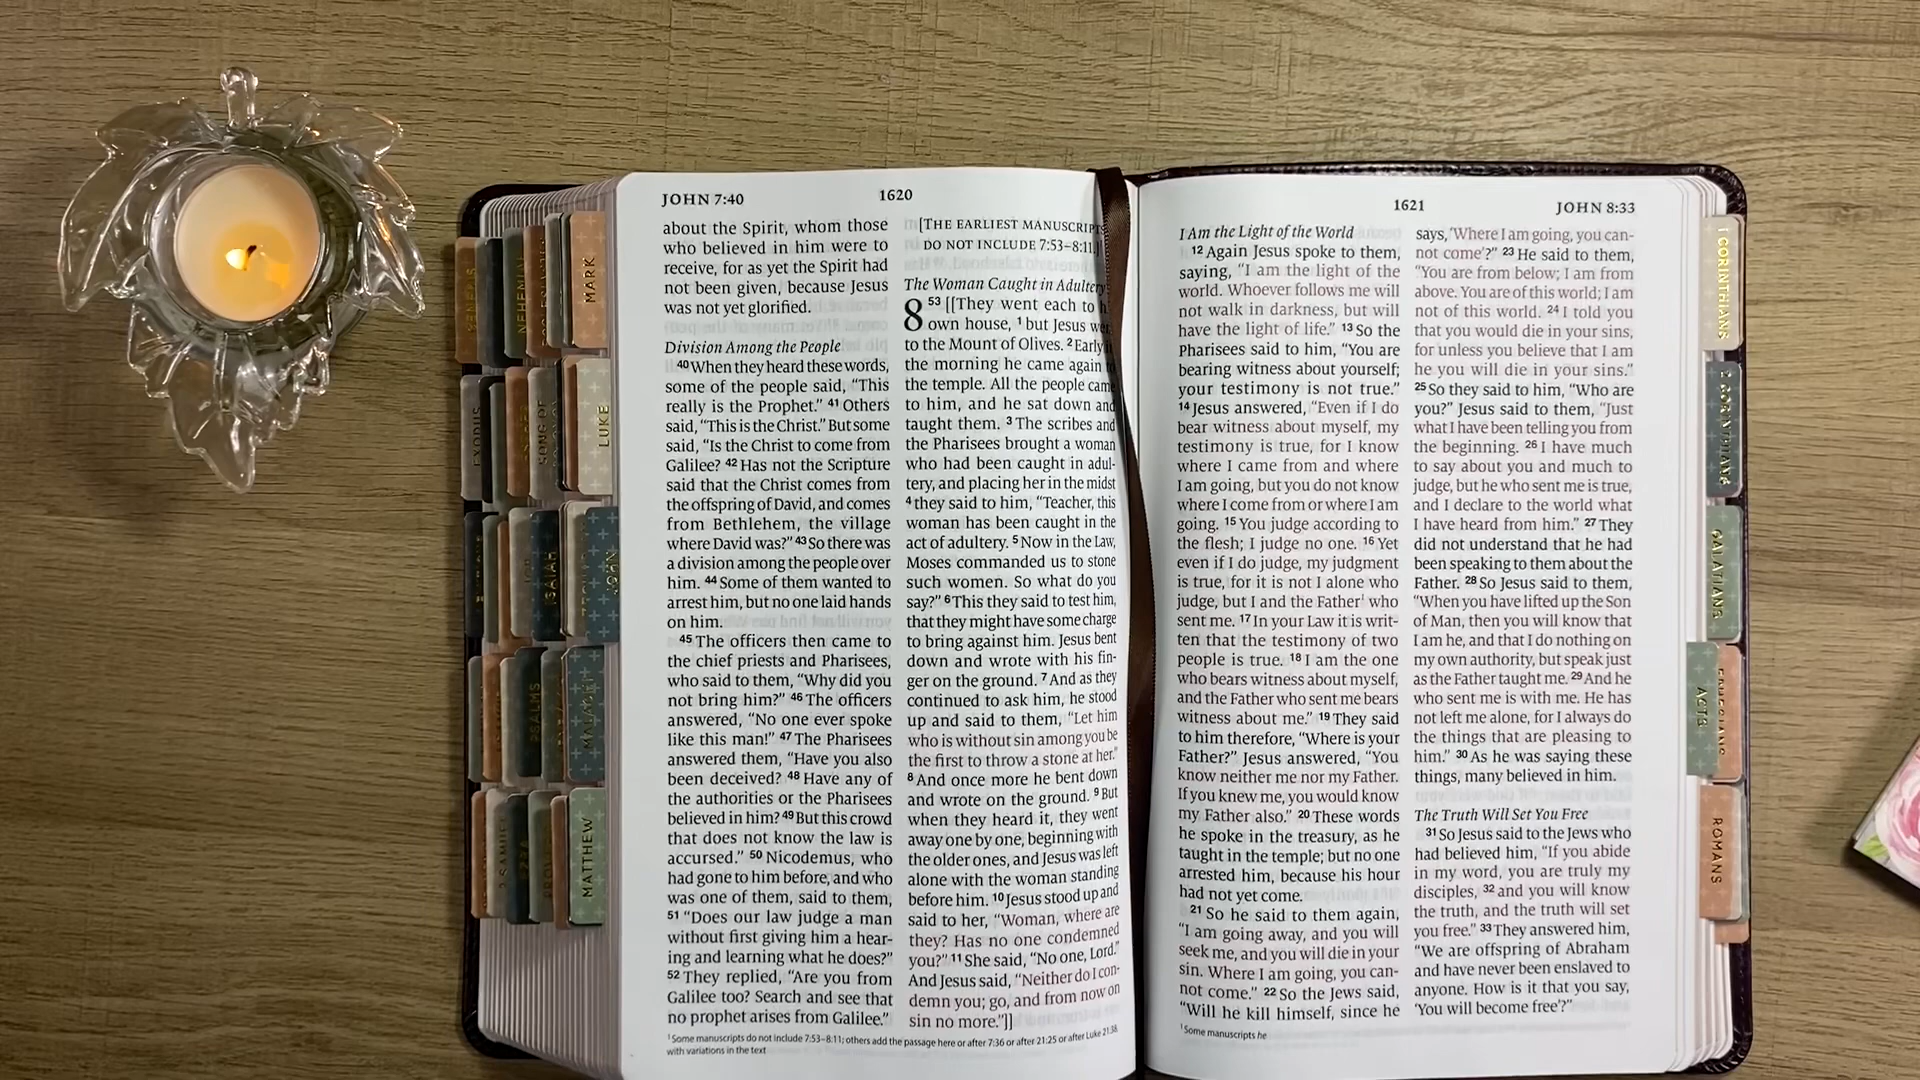 JOHN 7:40
1620
about the Spirit, whom those
who believed in him were to
receive, for as yet the Spirit had
not been given, because Jesus
was not yet glorified.
Division Among the People
40 When they heard these words,
some of the people said, “This
really is the Prophet.” 41 Others
said, “This is the Christ.” But some
said, “Is the Christ to come from
Galilee? 42 Has not the Scripture
said that the Christ comes from
the offspring of David, and comes
from Bethlehem, the village
where David was?” 43 So there was
a division among the people over
him. 44 Some of them wanted to
arrest him, but no one laid hands
on him.
45 The officers then came to
the chief priests and Pharisees,
who said to them, “Why did you
not bring him?” 46 The officers
answered, “No one ever spoke
like this man!” 47 The Pharisees
answered them, “Have you also
been deceived? 48 Have any of
the authorities or the Pharisees
believed in him? 49 But this crowd
that does not know the law is
accursed.” 50 Nicodemus, who
had gone to him before, and who
was one of them, said to them,
51 “Does our law judge a man
without first giving him a hear-
ing and learning what he does?”
52 They replied, “Are you from
Galilee too? Search and see that
no prophet arises from Galilee.”
[THE EARLIEST MANUSCRIPTS
DO NOT INCLUDE 7:53–8:11.]
The Woman Caught in Adultery
8 53 [[They went each to
own house, 1 but Jesus
to the Mount of Olives. 2 Early
the morning he came again to
the temple. All the people came
to him, and he sat down and
taught them. 3 The scribes and
the Pharisees brought a woman
who had been caught in adul-
tery, and placing her in the midst
4 they said to him, “Teacher, this
woman has been caught in the
act of adultery. 5 Now in the Law,
Moses commanded us to stone
such women. So what do you
say?” 6 This they said to test him,
that they might have some charge
to bring against him. Jesus bent
down and wrote with his fin-
ger on the ground. 7 And as they
continued to ask him, he stood
up and said to them, “Let him
who is without sin among you be
the first to throw a stone at her.”
8 And once more he bent down
and wrote on the ground. 9 But
when they heard it, they went
away one by one, beginning with
the older ones, and Jesus was left
alone with the woman standing
before him. 10 Jesus stood up and
said to her, “Woman, where are
they? Has no one condemned
you?” 11 She said, “No one, Lord.”
And Jesus said, “Neither do I con-
demn you; go, and from now on
sin no more.”]]
1 Some manuscripts do not include 7:53–8:11; others add the passage here or after 7:36 or after 21:25 or after Luke 21:38,
with variations in the text
1621
JOHN 8:33
I Am the Light of the World
12 Again Jesus spoke to them,
saying, “I am the light of the
world. Whoever follows me will
not walk in darkness, but will
have the light of life.” 13 So the
Pharisees said to him, “You are
bearing witness about yourself;
your testimony is not true.”
14 Jesus answered, “Even if I do
bear witness about myself, my
testimony is true, for I know
where I came from and where
I am going, but you do not know
where I come from or where I am
going. 15 You judge according to
the flesh; I judge no one. 16 Yet
even if I do judge, my judgment
is true, for it is not I alone who
judge, but I and the Father1 who
sent me. 17 In your Law it is writ-
ten that the testimony of two
people is true. 18 I am the one
who bears witness about myself,
and the Father who sent me bears
witness about me.” 19 They said
to him therefore, “Where is your
Father?” Jesus answered, “You
know neither me nor my Father.
If you knew me, you would know
my Father also.” 20 These words
he spoke in the treasury, as he
taught in the temple; but no one
arrested him, because his hour
had not yet come.
21 So he said to them again,
“I am going away, and you will
seek me, and you will die in your
sin. Where I am going, you can-
not come.” 22 So the Jews said,
“Will he kill himself, since he
says, ‘Where I am going, you can-
not come’?” 23 He said to them,
“You are from below; I am from
above. You are of this world; I am
not of this world. 24 I told you
that you would die in your sins,
for unless you believe that I am
he you will die in your sins.”
25 So they said to him, “Who are
you?” Jesus said to them, “Just
what I have been telling you from
the beginning. 26 I have much
to say about you and much to
judge, but he who sent me is true,
and I declare to the world what
I have heard from him.” 27 They
did not understand that he had
been speaking to them about the
Father. 28 So Jesus said to them,
“When you have lifted up the Son
of Man, then you will know that
I am he, and that I do nothing on
my own authority, but speak just
as the Father taught me. 29 And he
who sent me is with me. He has
not left me alone, for I always do
the things that are pleasing to
him.” 30 As he was saying these
things, many believed in him.
The Truth Will Set You Free
31 So Jesus said to the Jews who
had believed him, “If you abide
in my word, you are truly my
disciples, 32 and you will know
the truth, and the truth will set
you free.” 33 They answered him,
“We are offspring of Abraham
and have never been enslaved to
anyone. How is it that you say,
‘You will become free’?”
1 Some manuscripts he
MARK
LUKE
JOHN
MALACHI
MATTHEW
GENESIS
NEHEMIAH
EXODUS
SONG OF
ISAIAH
PSALMS
2 SAMUEL
EZRA
1 CORINTHIANS
2 CORINTHIANS
GALATIANS
EPHESIANS
ACTS
ROMANS